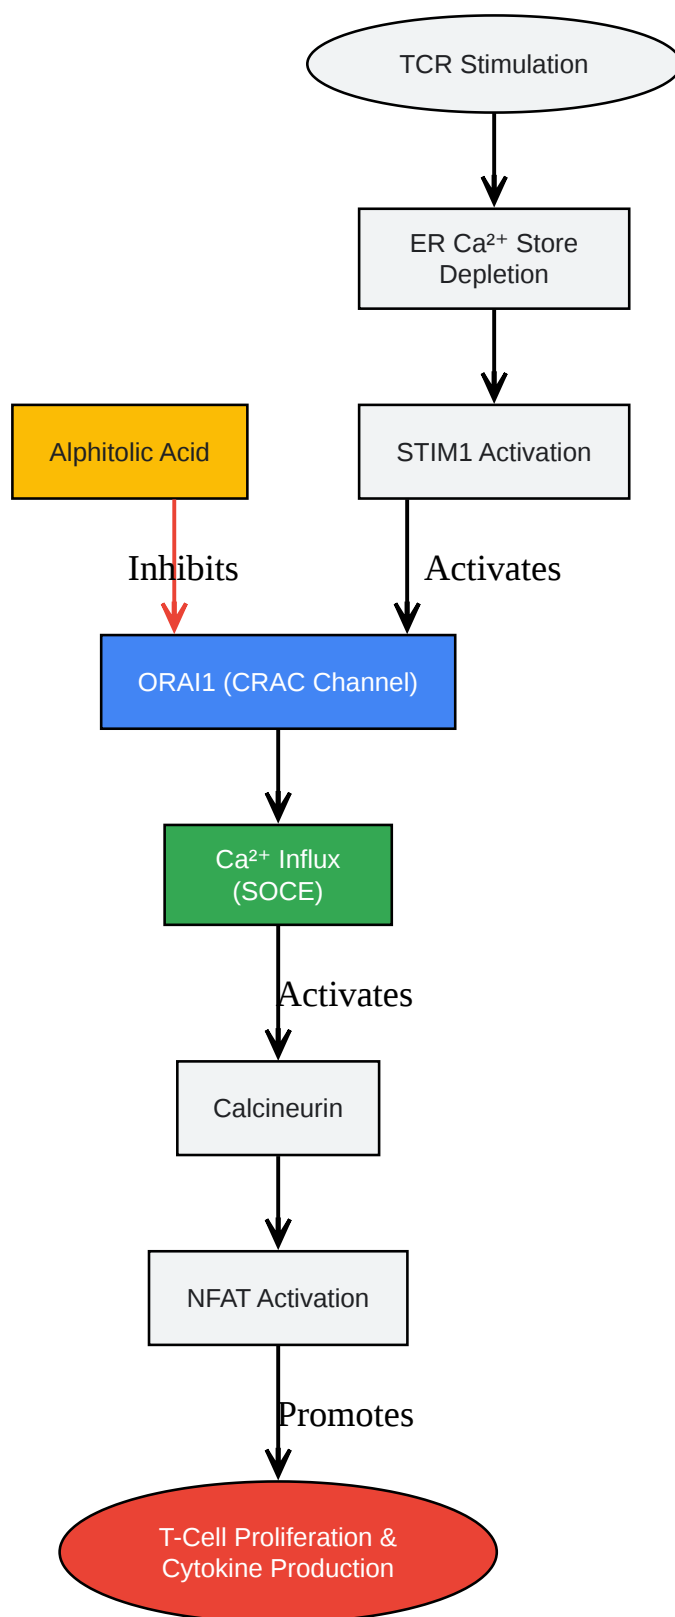 TCR Stimulation
ER Ca²⁺ Store
Depletion
Alphitolic Acid
STIM1 Activation
Inhibits
Activates
ORAI1 (CRAC Channel)
Ca²⁺ Influx
(SOCE)
Activates
Calcineurin
NFAT Activation
Promotes
T-Cell Proliferation &
Cytokine Production